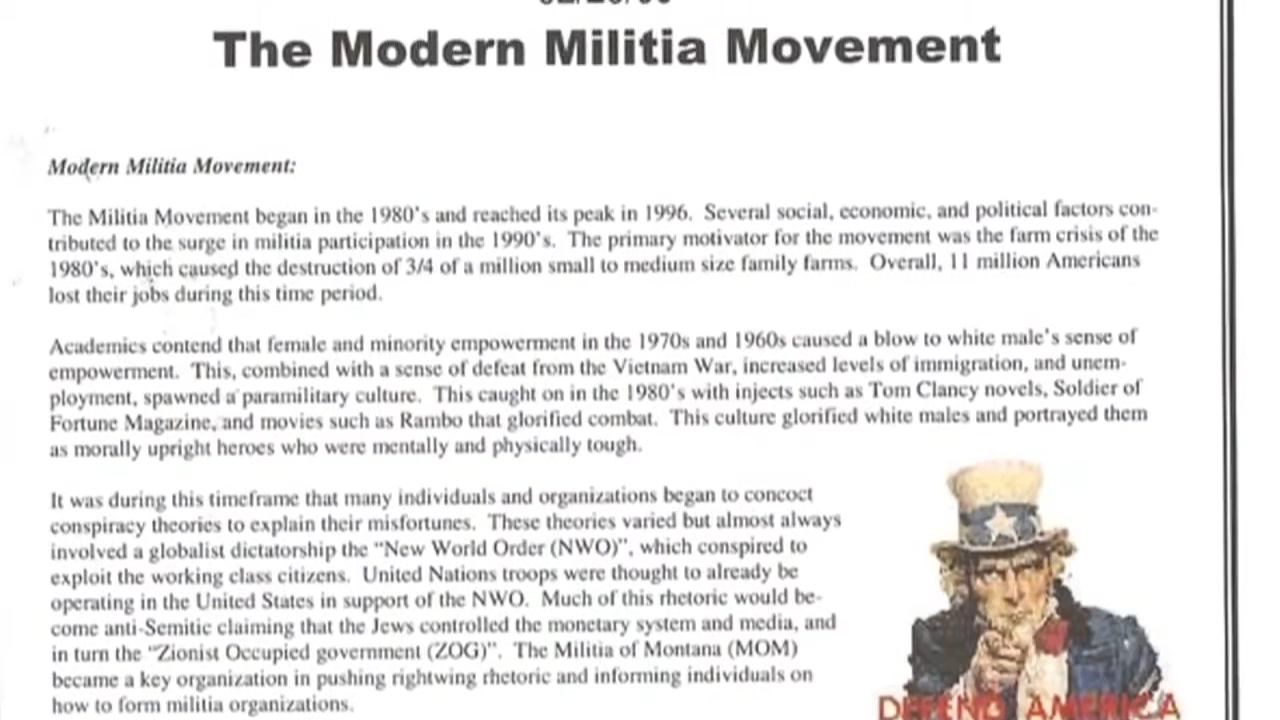 The Modern Militia Movement
Modern Militia Movement:
The Militia Movement began in the 1980's and reached its peak in 1996. Several social, economic, and political factors con-
tributed to the surge in militia participation in the 1990's. The primary motivator for the movement was the farm crisis of the
1980's, which caused the destruction of 3/4 of a million small to medium size family farms. Overall, 11 million Americans
lost their jobs during this time period.
Academics contend that female and minority empowerment in the 1970s and 1960s caused a blow to white male's sense of
empowerment. This, combined with a sense of defeat from the Vietnam War, increased levels of immigration, and unem-
ployment, spawned a paramilitary culture. This caught on in the 1980's with injects such as Tom Clancy novels, Soldier of
Fortune Magazine, and movies such as Rambo that glorified combat. This culture glorified white males and portrayed them
as morally upright heroes who were mentally and physically tough.
It was during this timeframe that many individuals and organizations began to concoct
conspiracy theories to explain their misfortunes. These theories varied but almost always
involved a globalist dictatorship the "New World Order (NWO)", which conspired to
exploit the working class citizens. United Nations troops were thought to already be
operating in the United States in support of the NWO. Much of this rhetoric would be-
come anti-Semitic claiming that the Jews controlled the monetary system and media, and
in turn the "Zionist Occupied government (ZOG)". The Militia of Montana (MOM)
became a key organization in pushing rightwing rhetoric and informing individuals on
how to form militia organizations.
DEFEND AMERICA